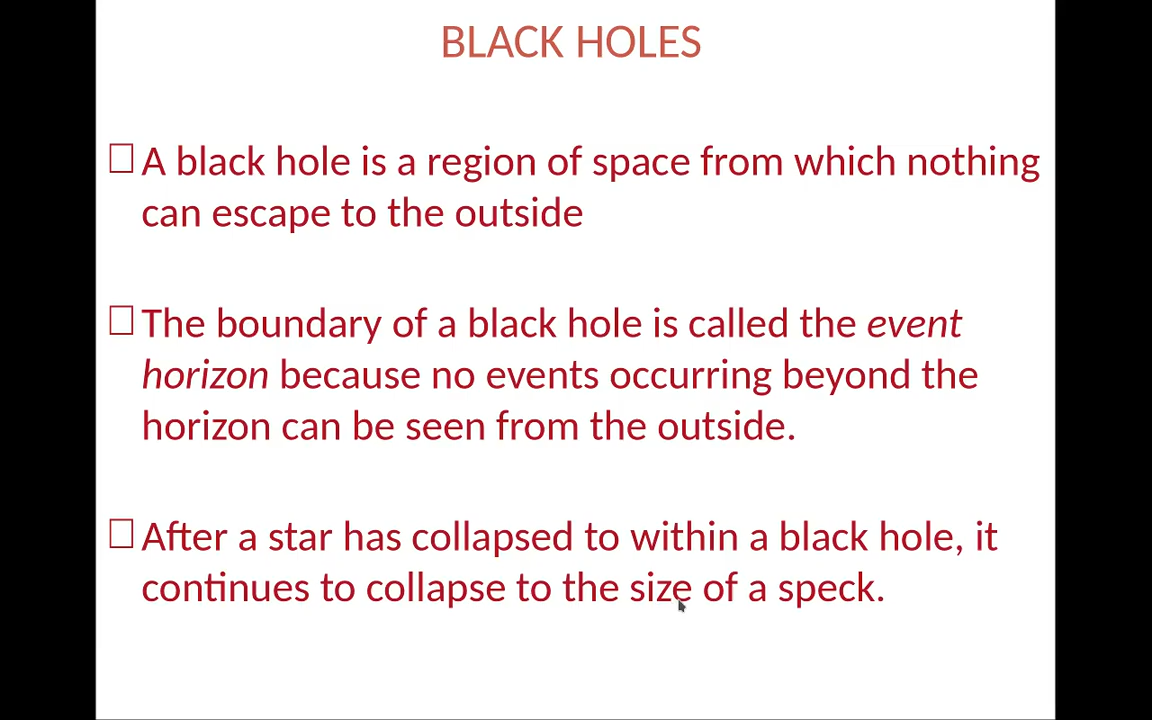 BLACK HOLES
□ A black hole is a region of space from which nothing
can escape to the outside
□ The boundary of a black hole is called the event
horizon because no events occurring beyond the
horizon can be seen from the outside.
□ After a star has collapsed to within a black hole, it
continues to collapse to the size of a speck.